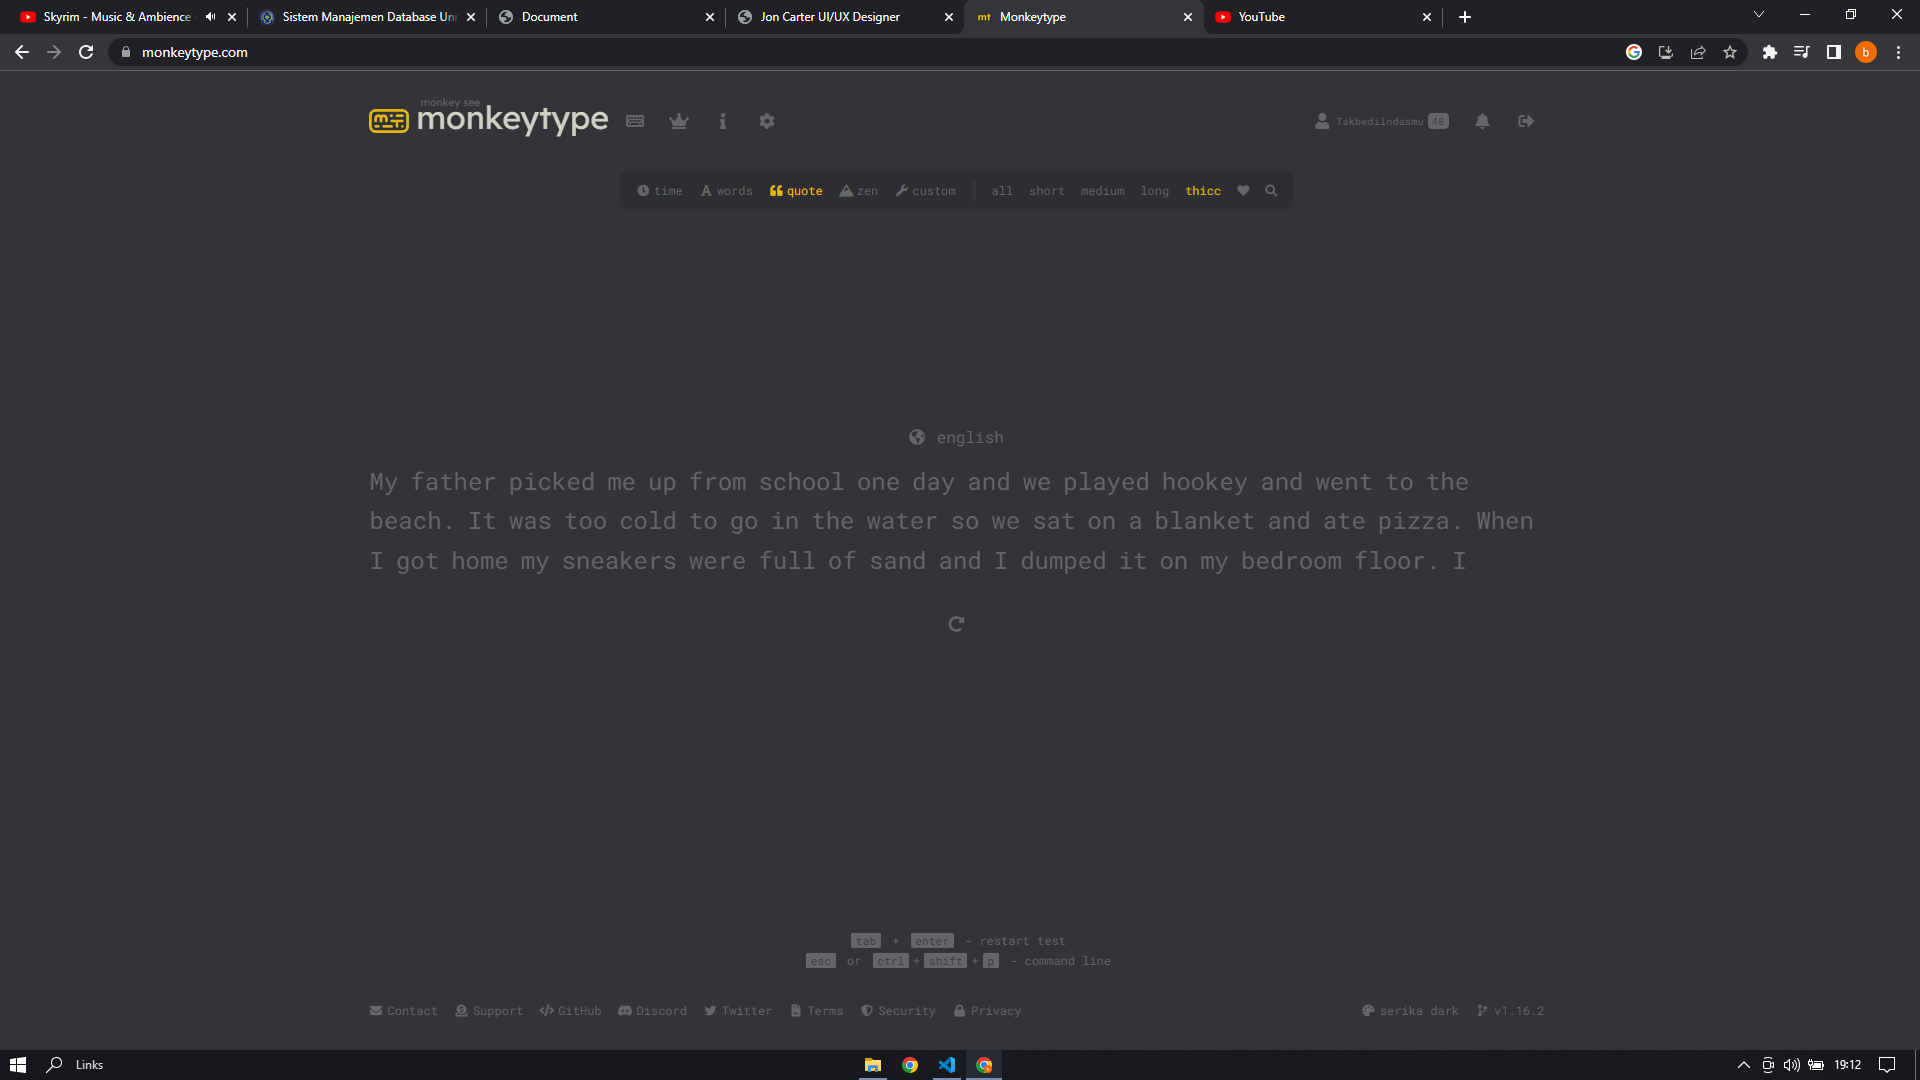 Skyrim - Music & Ambience
Sistem Manajemen Database Unr
Document
Jon Carter UI/UX Designer
Monkeytype
YouTube
monkeytype.com
b
monkey see
monkeytype
Takbedilndasmu 48
time words quote zen custom all short medium long thicc
english
My father picked me up from school one day and we played hookey and went to the
beach. It was too cold to go in the water so we sat on a blanket and ate pizza. When
I got home my sneakers were full of sand and I dumped it on my bedroom floor. I
tab + enter - restart test
esc or ctrl + shift + p - command line
Contact Support GitHub Discord Twitter Terms Security Privacy serika dark v1.16.2
Links
19:12